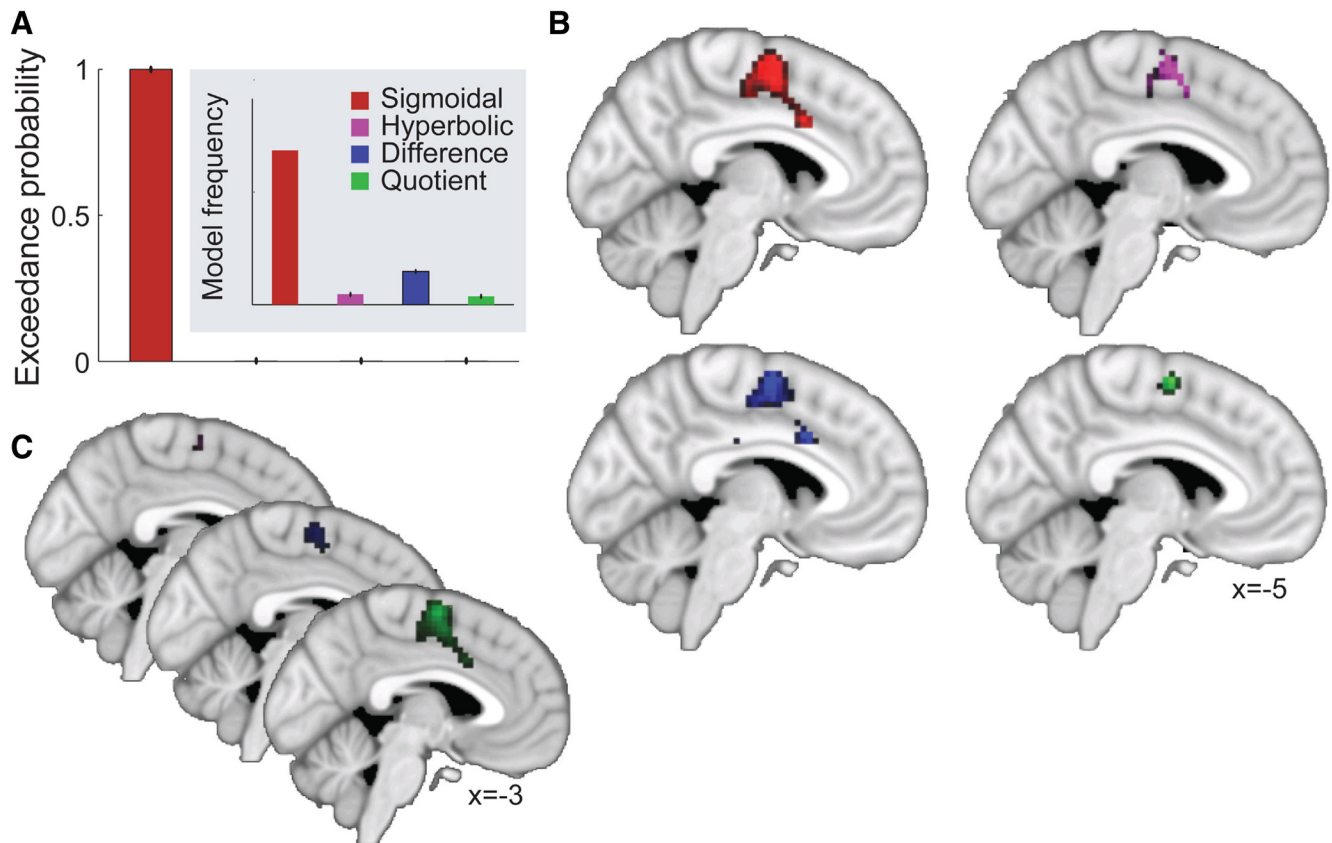 A
Exceedance probability
1
0.5
0
Model frequency
Sigmoidal
Hyperbolic
Difference
Quotient
B
x=-5
C
x=-3